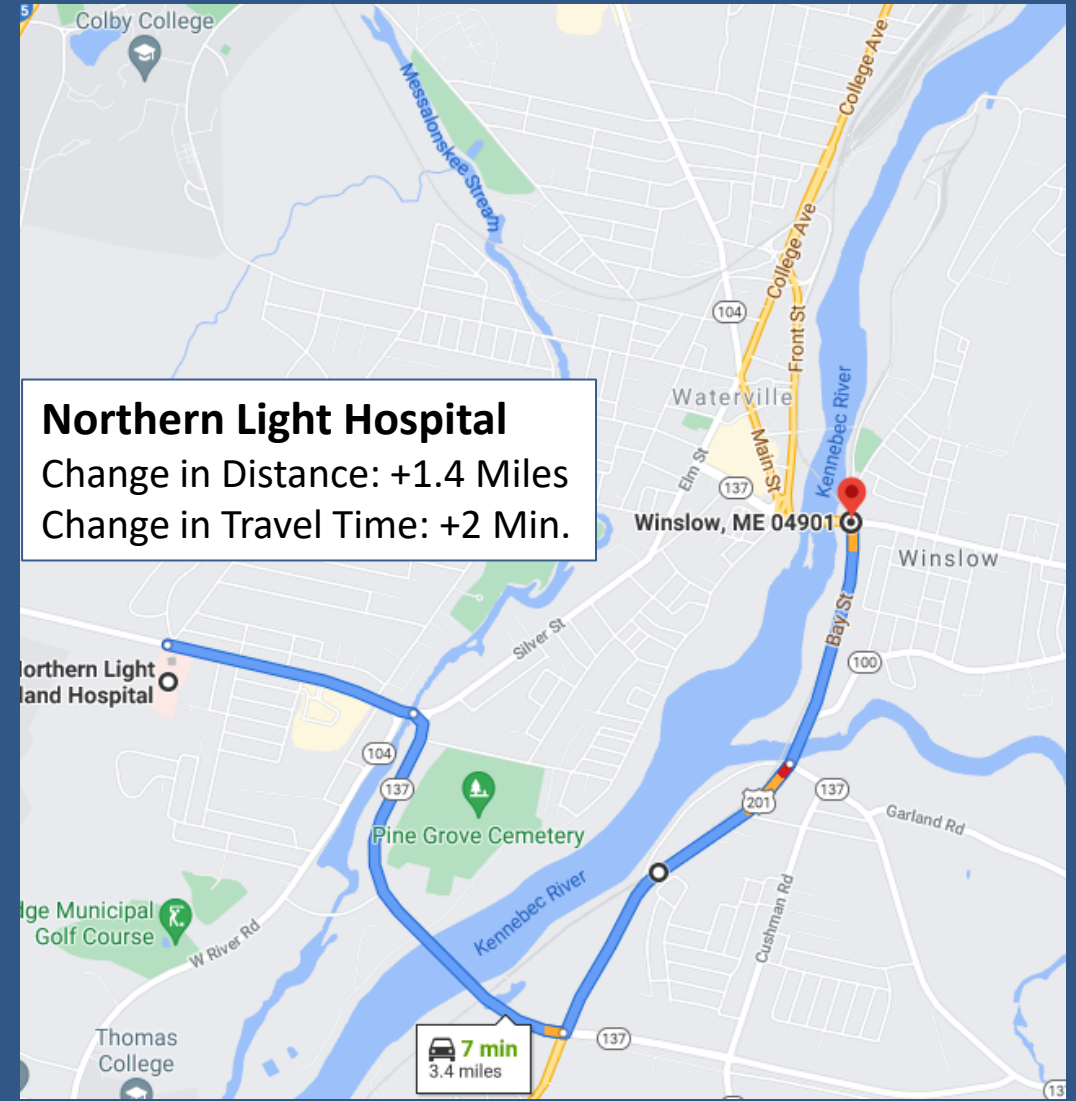 5
Colby College
College Ave
Messalonskee Stream
College Ave
104
Front St
Waterville
Kennebec River
Northern Light Hospital
Change in Distance: +1.4 Miles
Change in Travel Time: +2 Min.
Main St
Elm St
137
Winslow, ME 04901
Winslow
Bay St
Silver St
100
orthern Light
land Hospital
104
137
Pine Grove Cemetery
201
137
Garland Rd
Kennebec River
Cushman Rd
dge Municipal
Golf Course
W River Rd
Thomas
College
7 min
3.4 miles
137
13